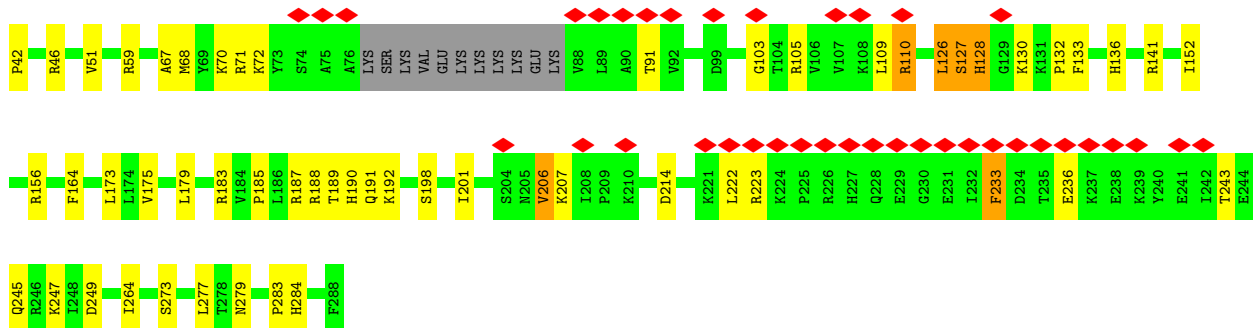 P42 R46 V51 R59 A67 M68 Y69 K70 R71 K72 Y73 S74 A75 A76 LYS SER LYS VAL GLU LYS LYS LYS LYS GLU LYS V88 L89 A90 T91 V92 D99 G103 T104 R105 V106 V107 K108 L109 R110 L126 S127 H128 G129 K130 K131 P132 F133 H136 R141 I152
R156 F164 L173 L174 V175 L179 R183 V184 P185 L186 R187 R188 T189 H190 Q191 K192 S198 I201 S204 N205 V206 K207 I208 P209 K210 D214 K221 L222 R223 K224 P225 R226 H227 Q228 E229 G230 E231 I232 F233 D234 T235 E236 K237 E238 K239 Y240 E241 I242 T243 E244
Q245 R246 K247 I248 D249 I264 S273 L277 T278 N279 P283 H284 F288